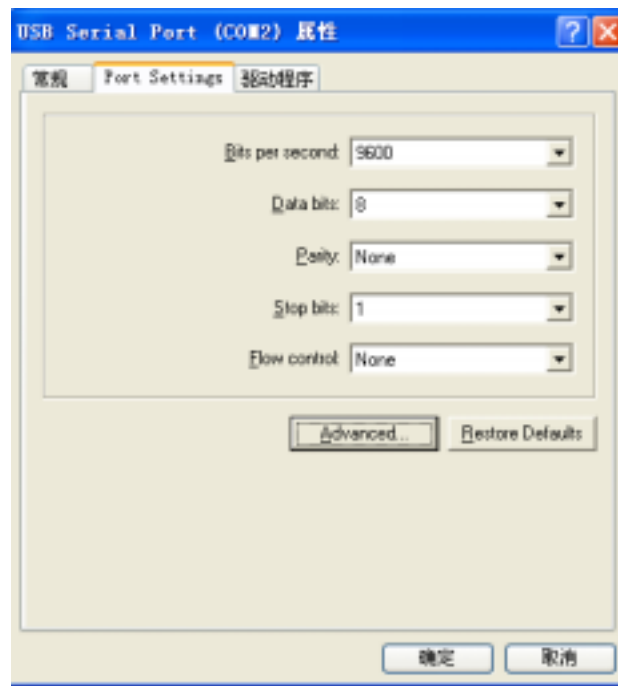 USB Serial Port (COM2) 属性
常规 Port Settings 驱动程序
Bits per second: 9600
Data bits: 8
Parity: None
Stop bits: 1
Flow control: None
Advanced... Restore Defaults
确定 取消